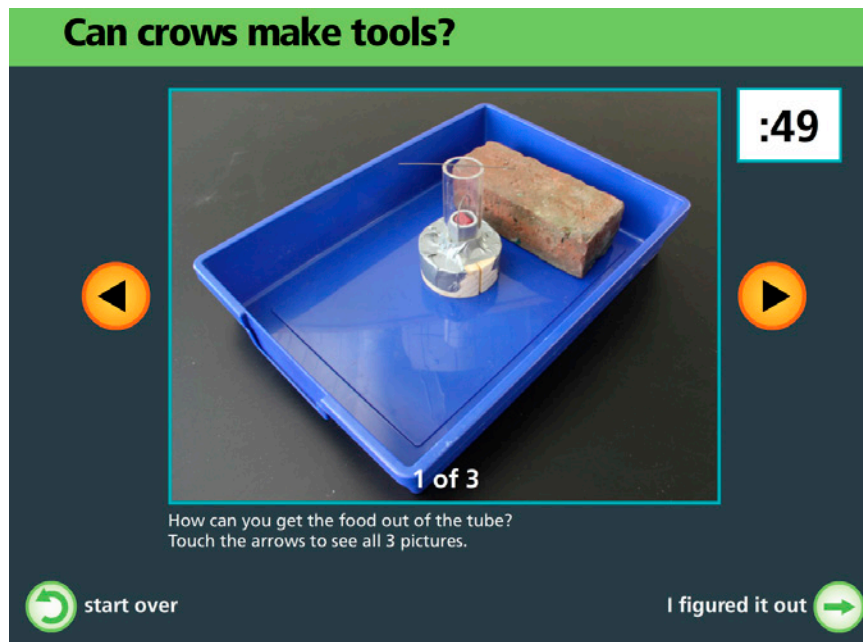 Can crows make tools?
:49
1 of 3
How can you get the food out of the tube?
Touch the arrows to see all 3 pictures.
start over
I figured it out